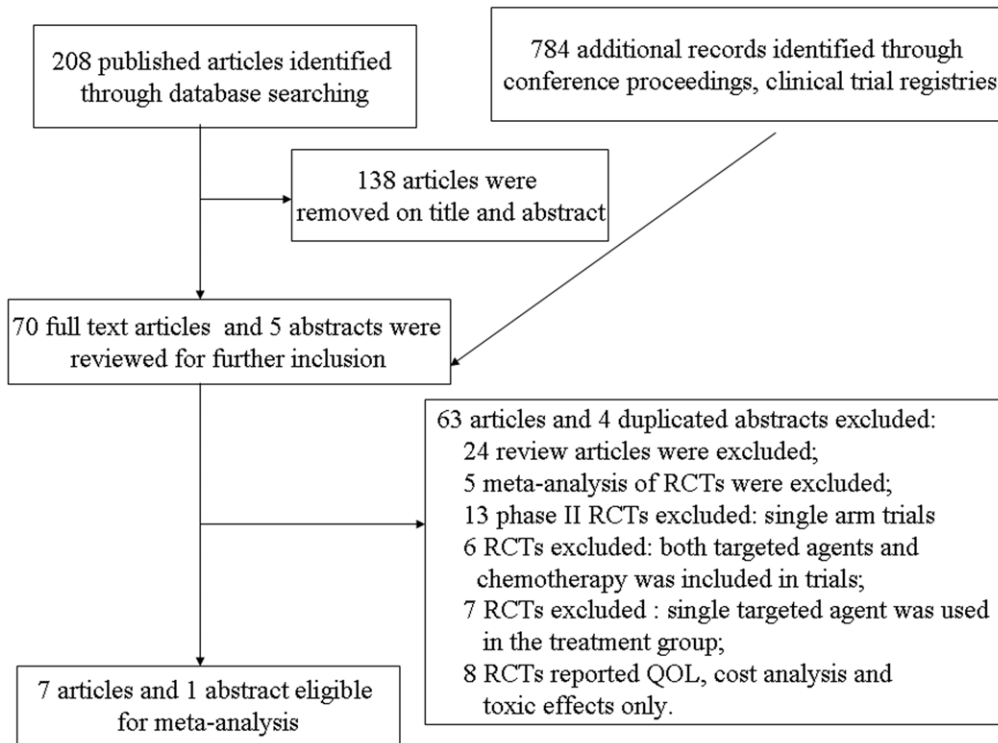 208 published articles identified
through database searching
784 additional records identified through
conference proceedings, clinical trial registries
138 articles were
removed on title and abstract
70 full text articles and 5 abstracts were
reviewed for further inclusion
63 articles and 4 duplicated abstracts excluded:
24 review articles were excluded;
5 meta-analysis of RCTs were excluded;
13 phase II RCTs excluded: single arm trials
6 RCTs excluded: both targeted agents and
chemotherapy was included in trials;
7 RCTs excluded : single targeted agent was used
in the treatment group;
8 RCTs reported QOL, cost analysis and
toxic effects only.
7 articles and 1 abstract eligible
for meta-analysis